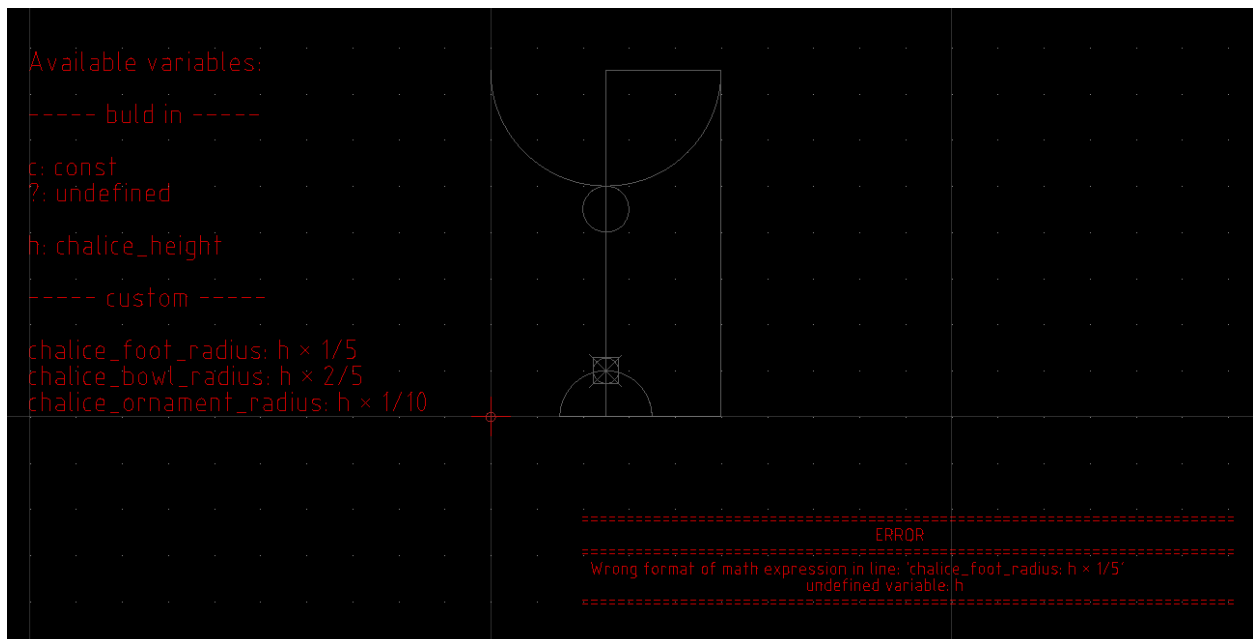 Available variables:
----- buld in -----
c: const
?: undefined
h: chalice_height
----- custom -----
chalice_foot_radius: h × 1/5
chalice_bowl_radius: h × 2/5
chalice_ornament_radius: h × 1/10
ERROR
Wrong format of math expression in line: 'chalice_foot_radius: h × 1/5'
undefined variable: h